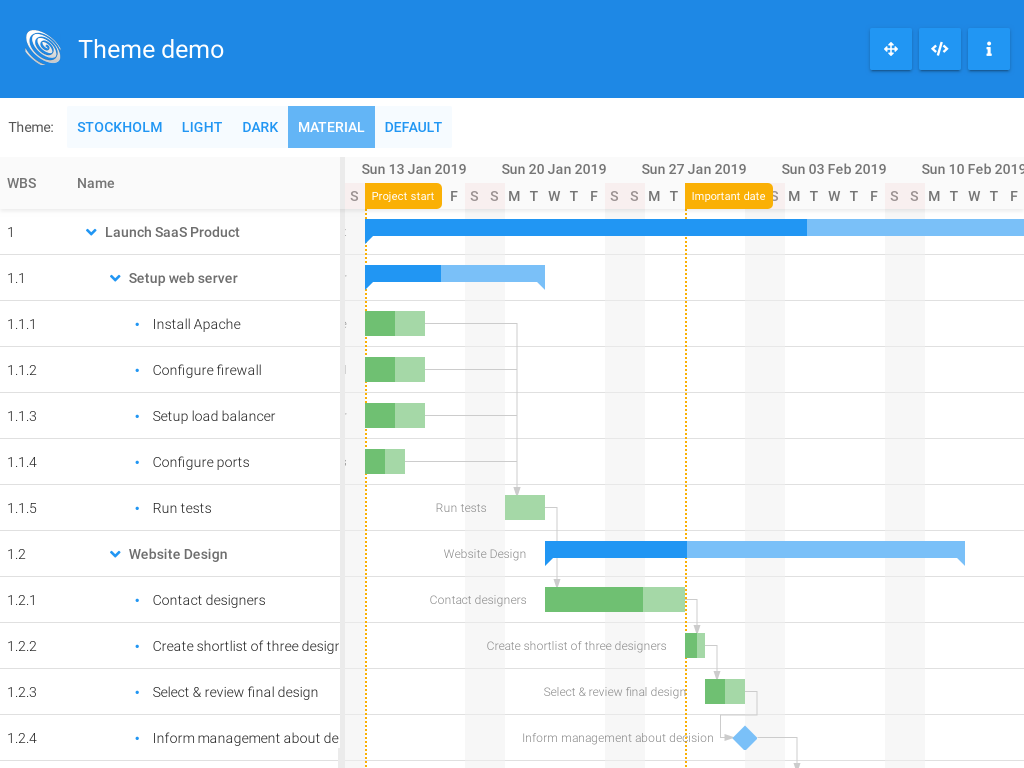 Theme demo
Theme: STOCKHOLM LIGHT DARK MATERIAL DEFAULT
WBS Name
Sun 13 Jan 2019 Sun 20 Jan 2019 Sun 27 Jan 2019 Sun 03 Feb 2019 Sun 10 Feb 2019
S Project start F S S M T W T F S S M T Important date S M T W T F S S M T W T F
1 Launch SaaS Product
1.1 Setup web server
1.1.1 Install Apache
1.1.2 Configure firewall
1.1.3 Setup load balancer
1.1.4 Configure ports
1.1.5 Run tests Run tests
1.2 Website Design Website Design
1.2.1 Contact designers Contact designers
1.2.2 Create shortlist of three design Create shortlist of three designers
1.2.3 Select & review final design Select & review final design
1.2.4 Inform management about de Inform management about decision